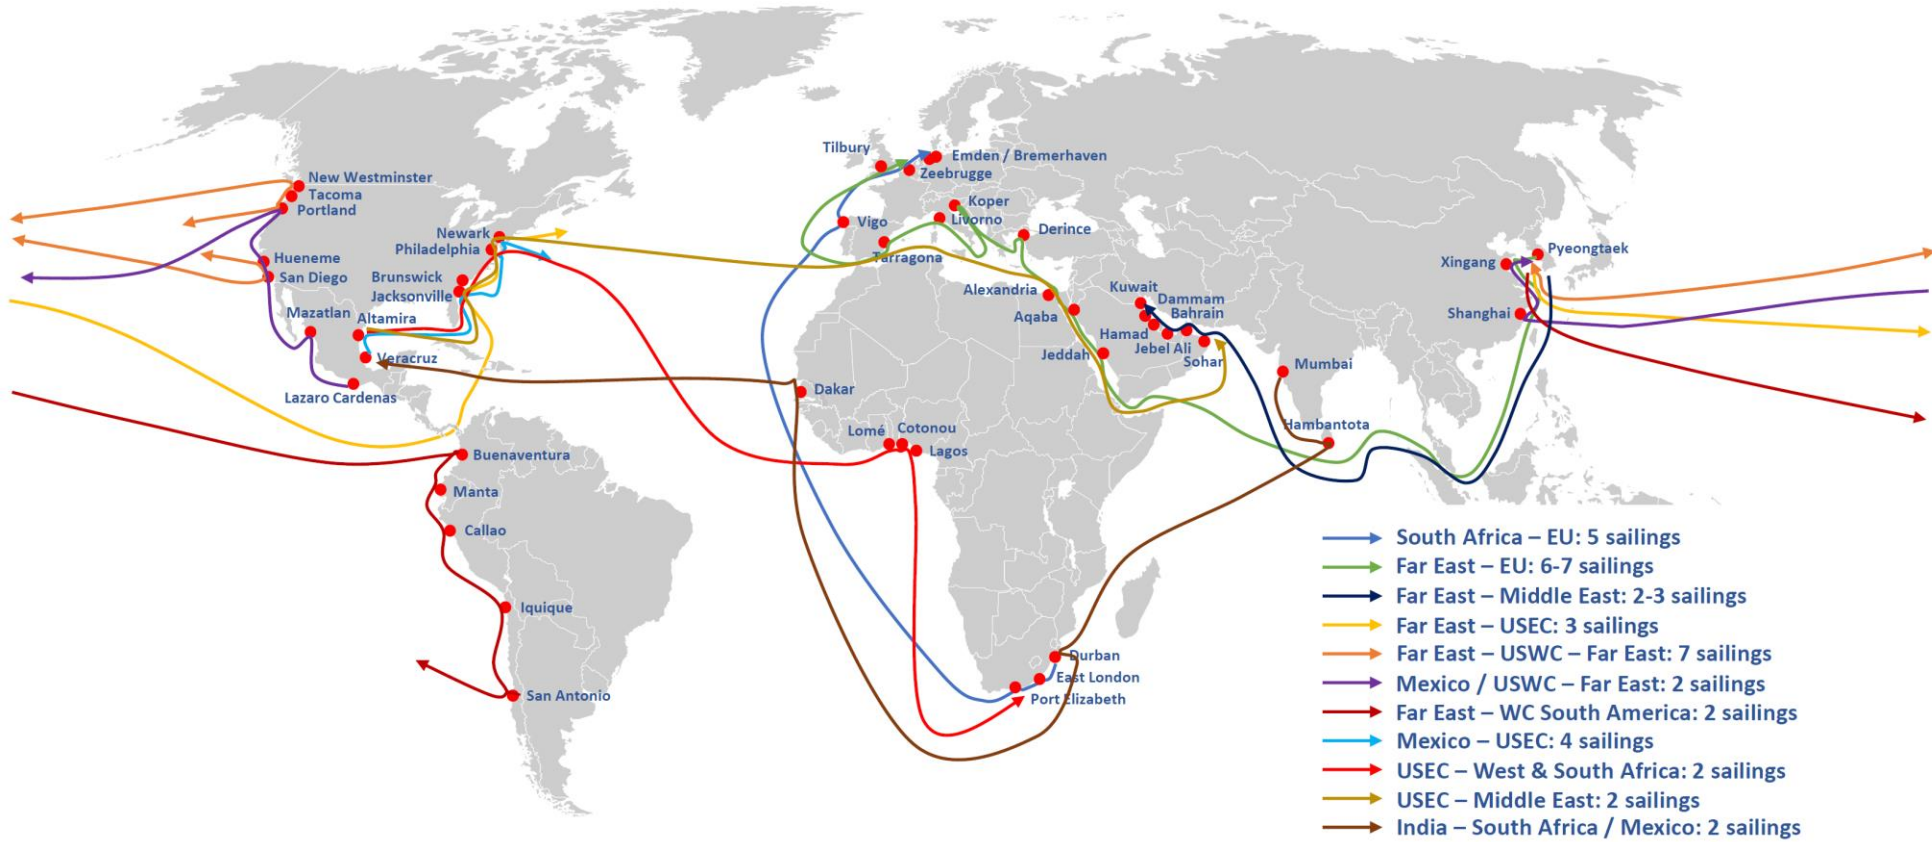 New Westminster
Tacoma
Portland
Hueneme
San Diego
Mazatlan
Lazaro Cardenas
Altamira
Veracruz
Newark
Philadelphia
Brunswick
Jacksonville
Buenaventura
Manta
Callao
Iquique
San Antonio
Tilbury
Emden / Bremerhaven
Zeebrugge
Vigo
Koper
Livorno
Tarragona
Derince
Alexandria
Aqaba
Jeddah
Kuwait
Dammam
Bahrain
Hamad
Jebel Ali
Sohar
Mumbai
Hambantota
Dakar
Lomé
Cotonou
Lagos
Durban
East London
Port Elizabeth
Pyeongtaek
Xingang
Shanghai
South Africa – EU: 5 sailings
Far East – EU: 6-7 sailings
Far East – Middle East: 2-3 sailings
Far East – USEC: 3 sailings
Far East – USWC – Far East: 7 sailings
Mexico / USWC – Far East: 2 sailings
Far East – WC South America: 2 sailings
Mexico – USEC: 4 sailings
USEC – West & South Africa: 2 sailings
USEC – Middle East: 2 sailings
India – South Africa / Mexico: 2 sailings